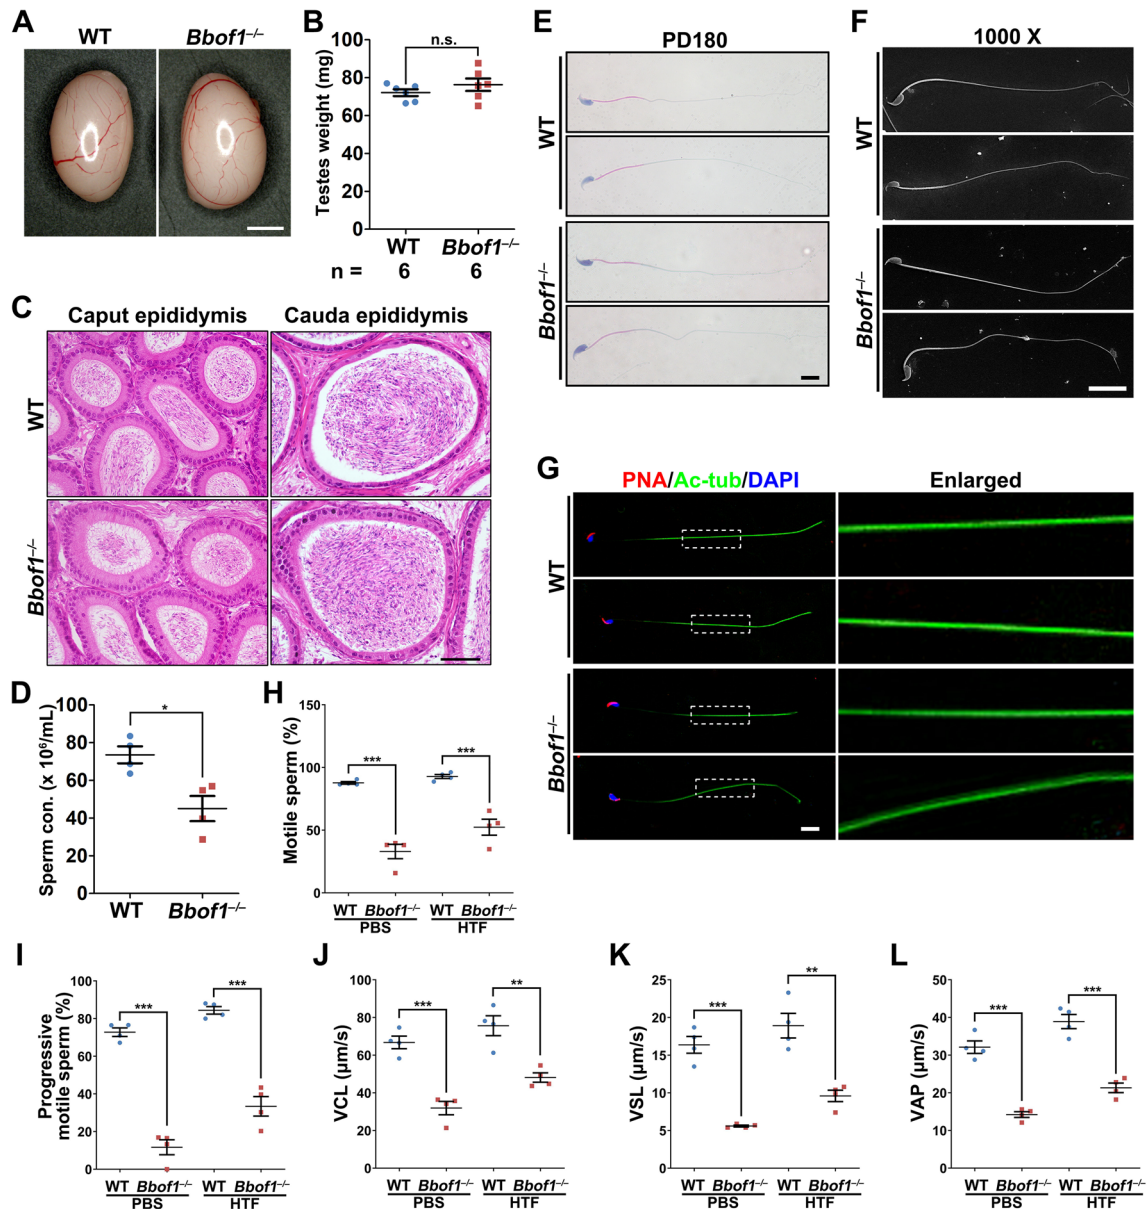 A
WT
Bbof1–/–
B
Testes weight (mg)
100
80
60
40
20
0
n.s.
WT
Bbof1–/–
n =
6
6
C
Caput epididymis
Cauda epididymis
WT
Bbof1–/–
D
Sperm con. (x 10⁶/mL)
100
80
60
40
20
0
*
WT
Bbof1–/–
E
PD180
WT
Bbof1–/–
F
1000 X
WT
Bbof1–/–
G
PNA/Ac-tub/DAPI
Enlarged
WT
Bbof1–/–
H
Motile sperm (%)
150
100
50
0
***
***
WT Bbof1–/– WT Bbof1–/–
PBS HTF
I
Progressive
motile sperm (%)
100
80
60
40
20
0
***
***
WT Bbof1–/– WT Bbof1–/–
PBS HTF
J
VCL (μm/s)
100
80
60
40
20
0
***
**
WT Bbof1–/– WT Bbof1–/–
PBS HTF
K
VSL (μm/s)
25
20
15
10
5
0
***
**
WT Bbof1–/– WT Bbof1–/–
PBS HTF
L
VAP (μm/s)
50
40
30
20
10
0
***
***
WT Bbof1–/– WT Bbof1–/–
PBS HTF